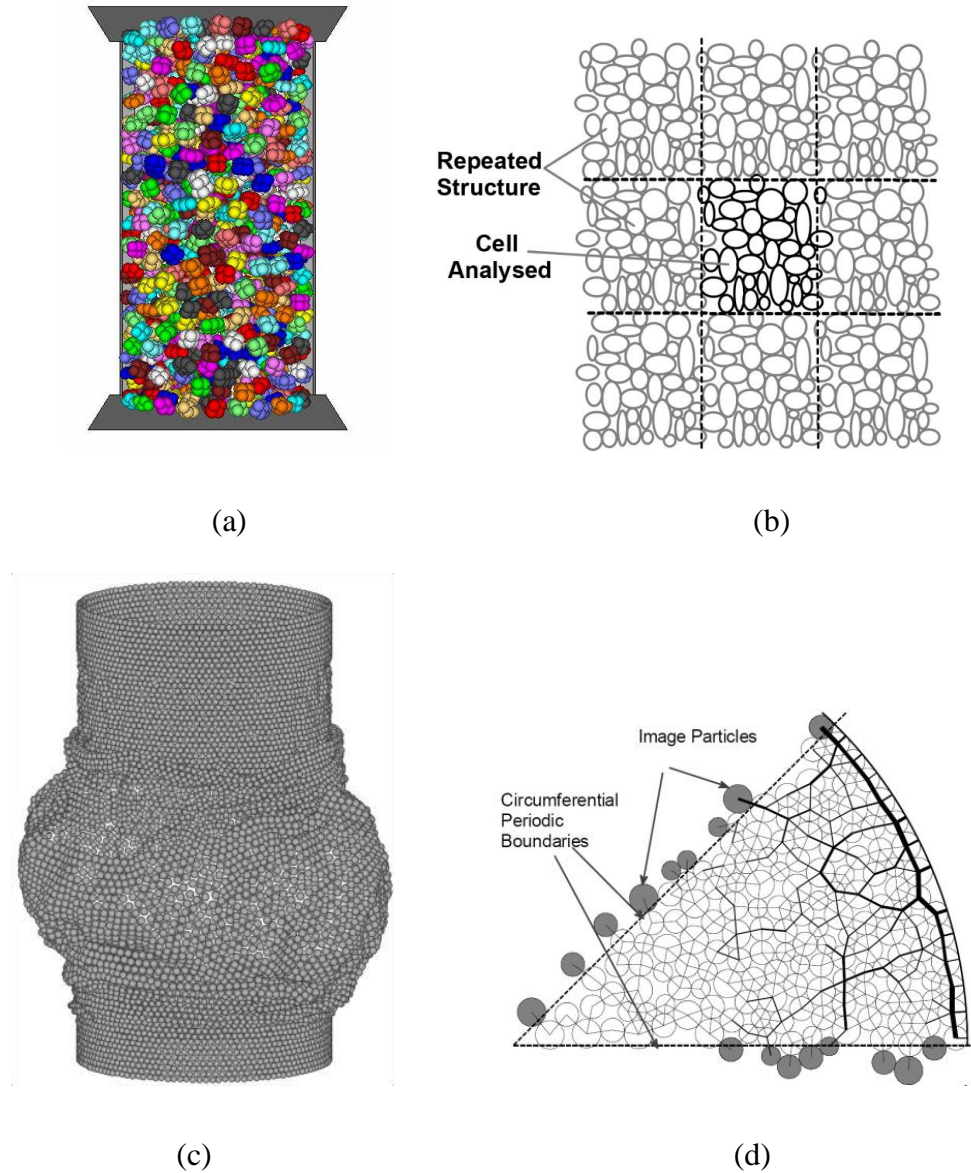 Repeated
Structure
Cell
Analysed
(a)
(b)
Image Particles
Circumferential
Periodic
Boundaries
(c)
(d)